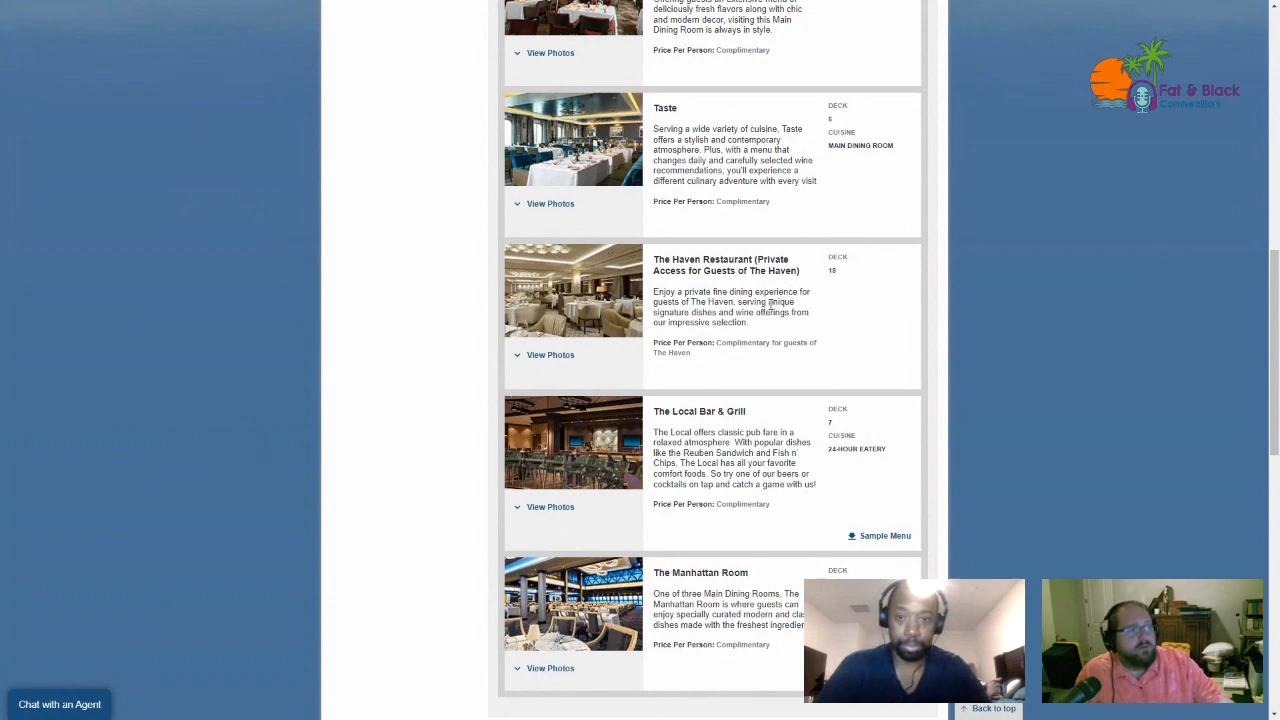 Offering guests an extensive menu of
deliciously fresh flavors along with chic
and modern decor, visiting this Main
Dining Room is always in style.
View Photos
Price Per Person: Complimentary
Fat & Black
Connection
Taste
Serving a wide variety of cuisine, Taste
offers a stylish and contemporary
atmosphere. Plus, with a menu that
changes daily and carefully selected wine
recommendations, you'll experience a
different culinary adventure with every visit
Price Per Person: Complimentary
DECK
6
CUISINE
MAIN DINING ROOM
View Photos
The Haven Restaurant (Private
Access for Guests of The Haven)
Enjoy a private fine dining experience for
guests of The Haven, serving unique
signature dishes and wine offerings from
our impressive selection.
Price Per Person: Complimentary for guests of
The Haven
DECK
18
View Photos
The Local Bar & Grill
The Local offers classic pub fare in a
relaxed atmosphere. With popular dishes
like the Reuben Sandwich and Fish n'
Chips, The Local has all your favorite
comfort foods. So try one of our beers or
cocktails on tap and catch a game with us!
Price Per Person: Complimentary
DECK
7
CUISINE
24-HOUR EATERY
View Photos
Sample Menu
The Manhattan Room
One of three Main Dining Rooms, The
Manhattan Room is where guests can
enjoy specially curated modern and clas
dishes made with the freshest ingredien
Price Per Person: Complimentary
DECK
View Photos
Chat with an Agent
Back to top